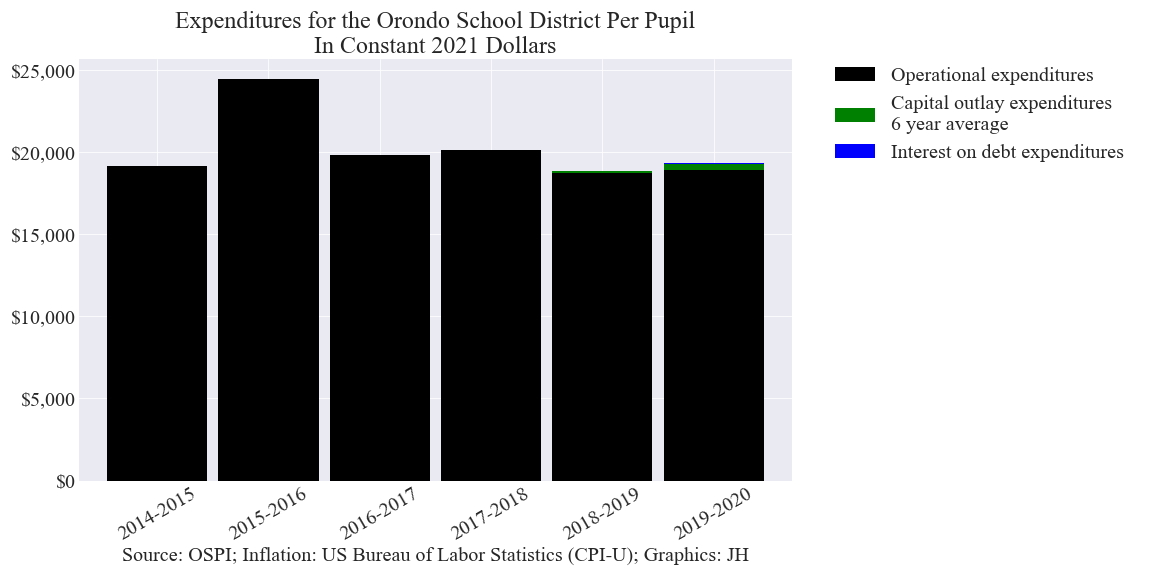 Expenditures for the Orondo School District Per Pupil
In Constant 2021 Dollars
$25,000
$20,000
$15,000
$10,000
$5,000
$0
2014-2015
2015-2016
2016-2017
2017-2018
2018-2019
2019-2020
Source: OSPI; Inflation: US Bureau of Labor Statistics (CPI-U); Graphics: JH
Operational expenditures
Capital outlay expenditures
6 year average
Interest on debt expenditures